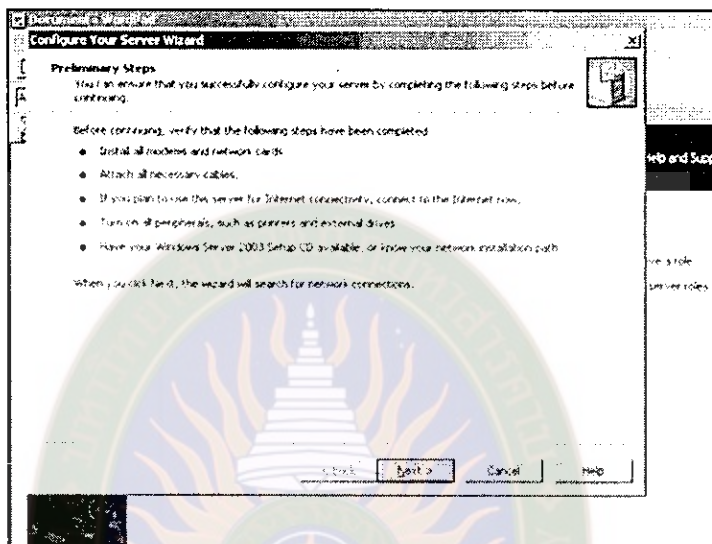 Document - WordPad
Configure Your Server Wizard
Preliminary Steps
You can ensure that you successfully configure your server by completing the following steps before
continuing.
Before continuing, verify that the following steps have been completed
• Install all modems and network cards
• Attach all necessary cables.
• If you plan to use this server for Internet connectivity, connect to the Internet now.
• Turn on all peripherals, such as printers and external drives
• Have your Windows Server 2003 Setup CD available, or know your network installation path
When you click Next, the wizard will search for network connections.
< Back Next > Cancel Help
Help and Supp
ve a role
server roles